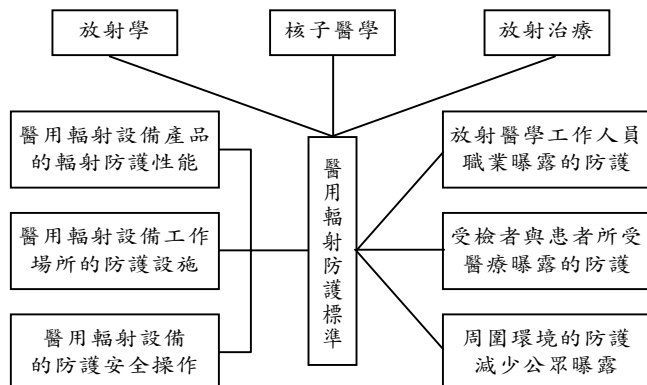 放射學
核子醫學
放射治療
醫用輻射設備產品
的輻射防護性能
醫用輻射設備工作
場所的防護設施
醫用輻射設備
的防護安全操作
醫用輻射防護標準
放射醫學工作人員
職業曝露的防護
受檢者與患者所受
醫療曝露的防護
周圍環境的防護
減少公眾曝露